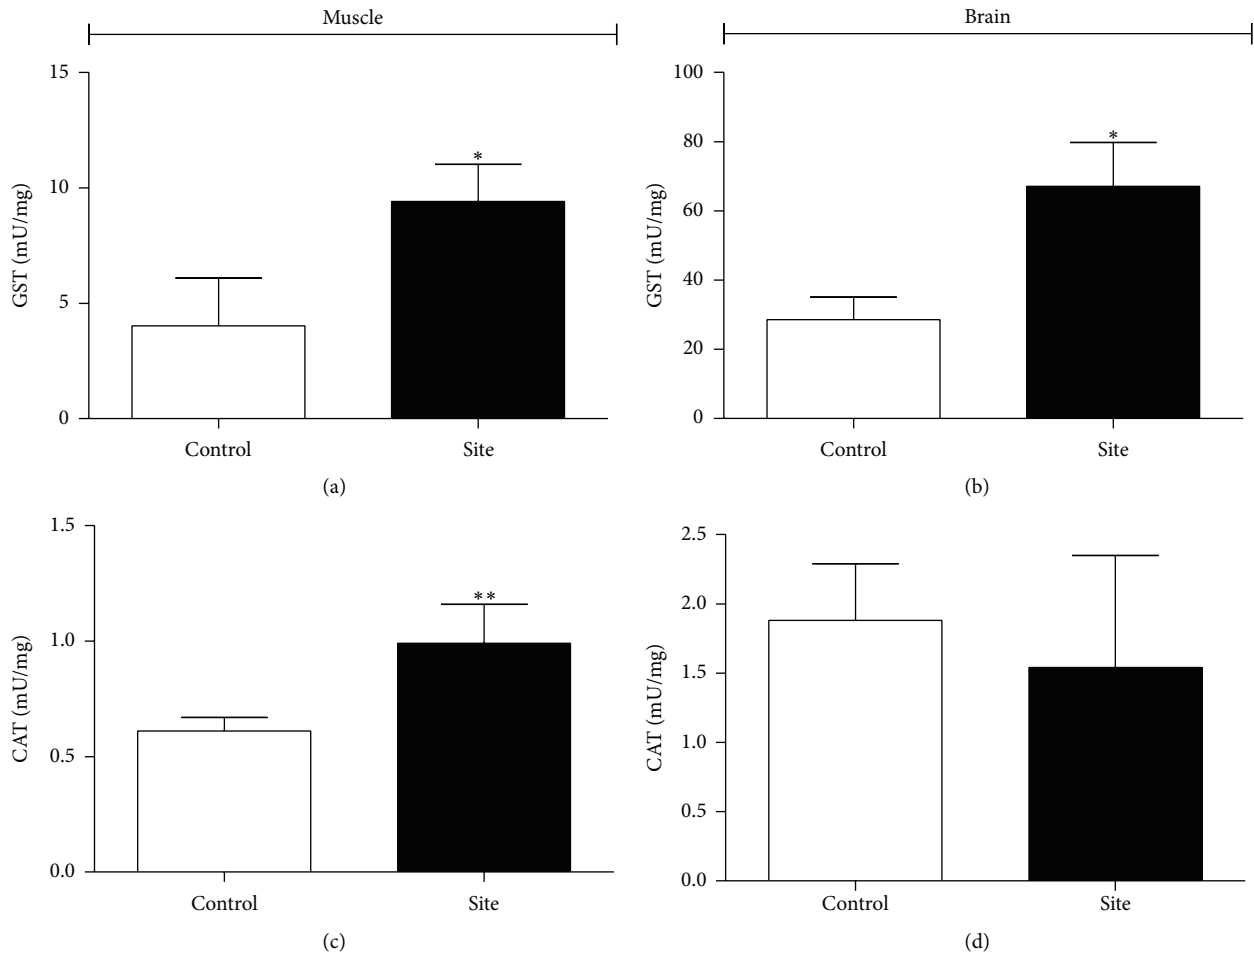 Muscle
Brain
15
10
5
0
GST (mU/mg)
*
Control
Site
(a)
100
80
60
40
20
0
GST (mU/mg)
*
Control
Site
(b)
1.5
1.0
0.5
0.0
CAT (mU/mg)
**
Control
Site
(c)
2.5
2.0
1.5
1.0
0.5
0.0
CAT (mU/mg)
Control
Site
(d)